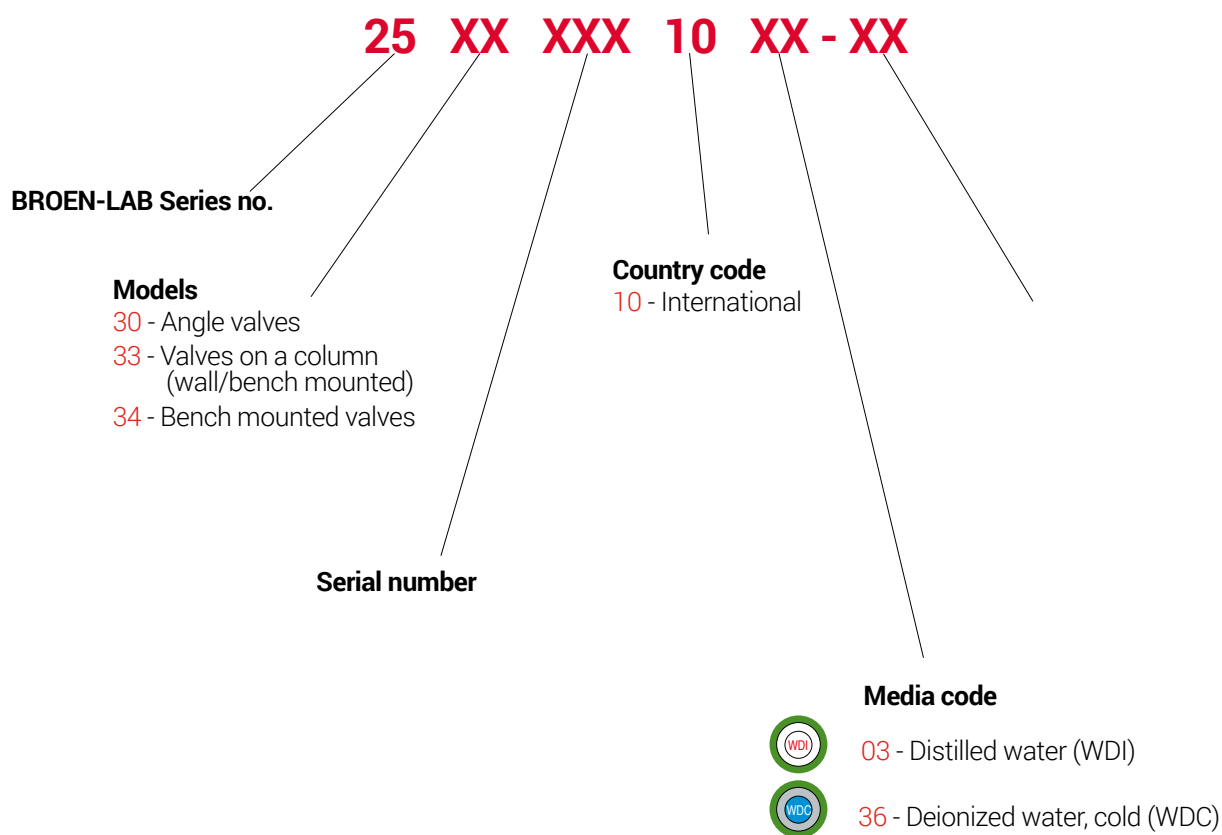 25 XX XXX 10 XX - XX
BROEN-LAB Series no.
Models
30 - Angle valves
33 - Valves on a column
(wall/bench mounted)
34 - Bench mounted valves
Country code
10 - International
Serial number
Media code
WDI
03 - Distilled water (WDI)
WDC
36 - Deionized water, cold (WDC)